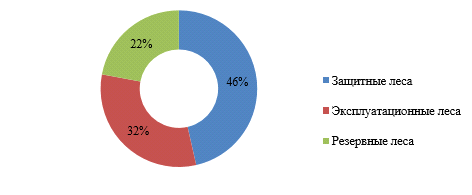 22%
46%
32%
Защитные леса
Эксплуатационные леса
Резервные леса